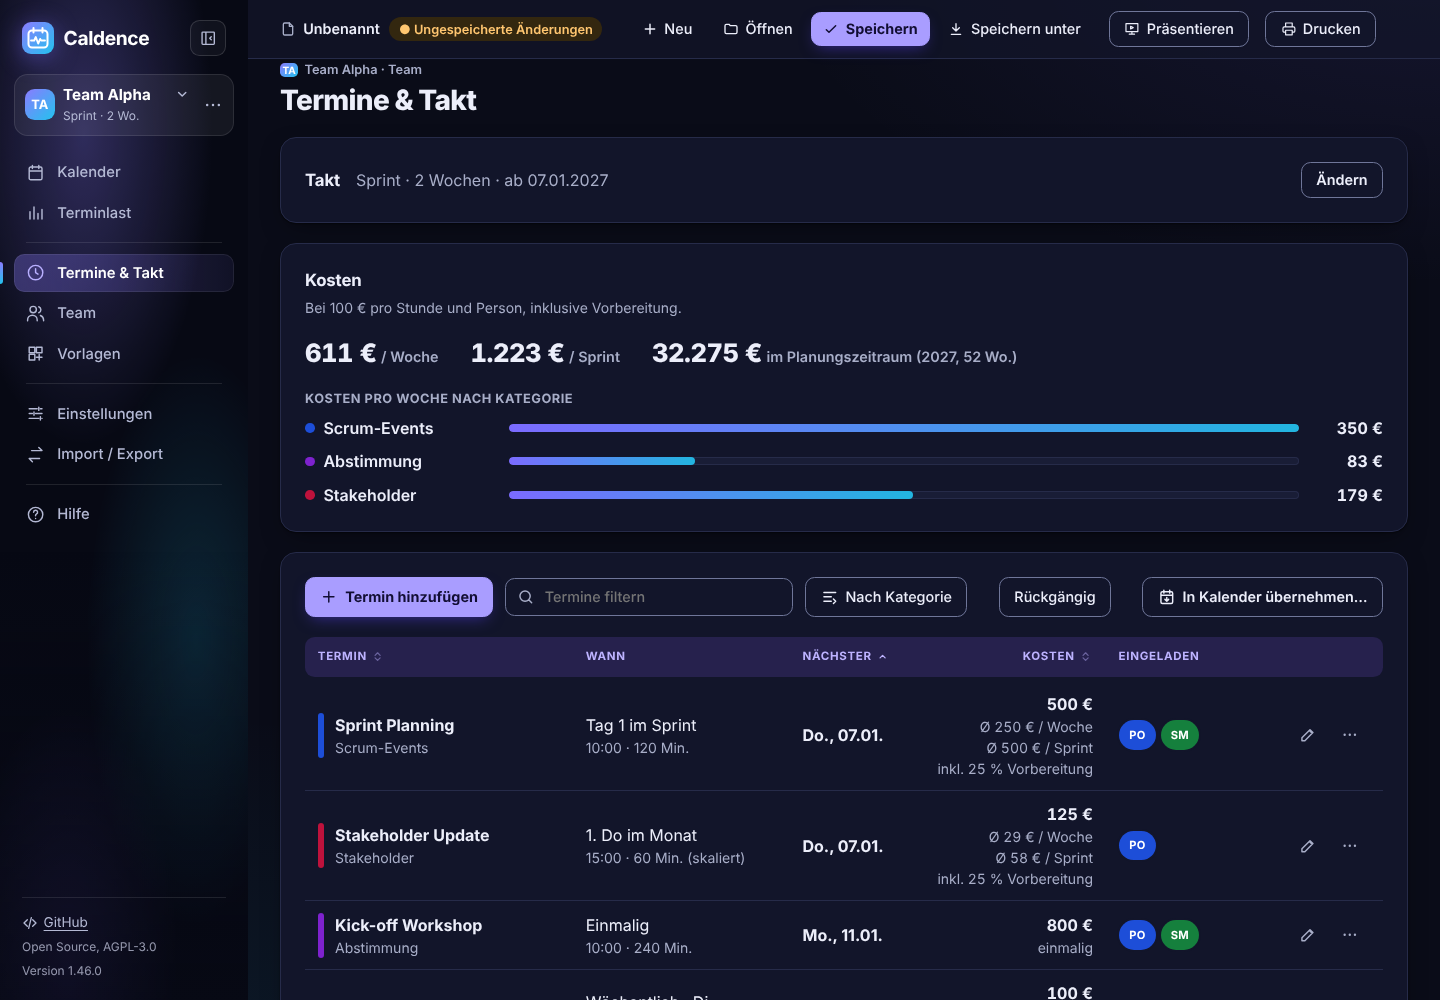 Caldence
TA
Team Alpha
Sprint · 2 Wo.
Kalender
Terminlast
Termine & Takt
Team
Vorlagen
Einstellungen
Import / Export
Hilfe
GitHub
Open Source, AGPL-3.0
Version 1.46.0
Unbenannt
Ungespeicherte Änderungen
Neu
Öffnen
Speichern
Speichern unter
Präsentieren
Drucken
TA Team Alpha · Team
Termine & Takt
Takt Sprint · 2 Wochen · ab 07.01.2027
Ändern
Kosten
Bei 100 € pro Stunde und Person, inklusive Vorbereitung.
611 € / Woche 1.223 € / Sprint 32.275 € im Planungszeitraum (2027, 52 Wo.)
KOSTEN PRO WOCHE NACH KATEGORIE
Scrum-Events 350 €
Abstimmung 83 €
Stakeholder 179 €
Termin hinzufügen
Termine filtern
Nach Kategorie
Rückgängig
In Kalender übernehmen…
TERMIN WANN NÄCHSTER KOSTEN EINGELADEN
Sprint Planning
Scrum-Events
Tag 1 im Sprint
10:00 · 120 Min.
Do., 07.01.
500 €
Ø 250 € / Woche
Ø 500 € / Sprint
inkl. 25 % Vorbereitung
PO SM
Stakeholder Update
Stakeholder
1. Do im Monat
15:00 · 60 Min. (skaliert)
Do., 07.01.
125 €
Ø 29 € / Woche
Ø 58 € / Sprint
inkl. 25 % Vorbereitung
PO
Kick-off Workshop
Abstimmung
Einmalig
10:00 · 240 Min.
Mo., 11.01.
800 €
einmalig
PO SM
Wöchentlich · Di
100 €